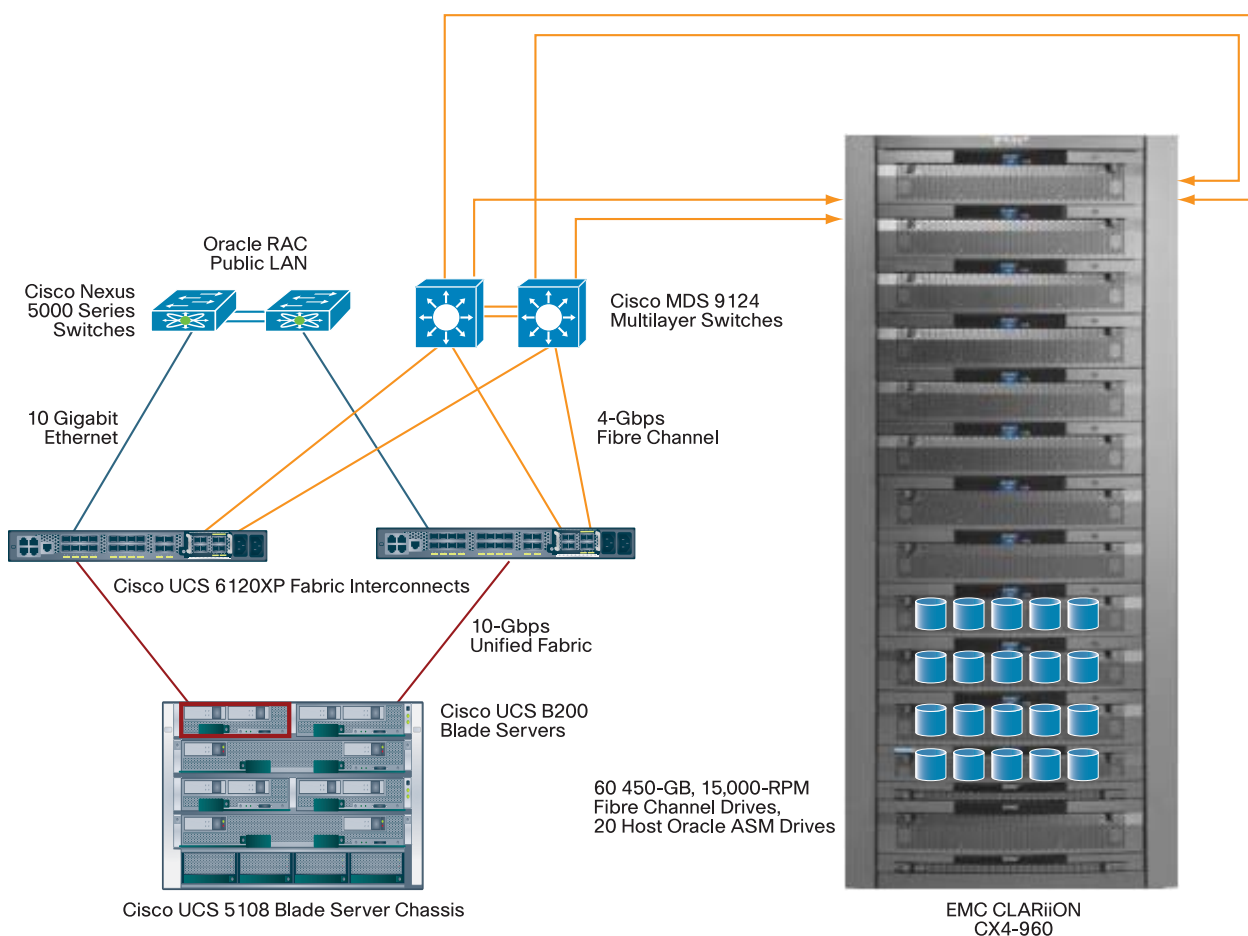 Oracle RAC
Public LAN
Cisco Nexus
5000 Series
Switches
Cisco MDS 9124
Multilayer Switches
10 Gigabit
Ethernet
4-Gbps
Fibre Channel
Cisco UCS 6120XP Fabric Interconnects
10-Gbps
Unified Fabric
Cisco UCS B200
Blade Servers
60 450-GB, 15,000-RPM
Fibre Channel Drives,
20 Host Oracle ASM Drives
Cisco UCS 5108 Blade Server Chassis
EMC CLARiiON
CX4-960